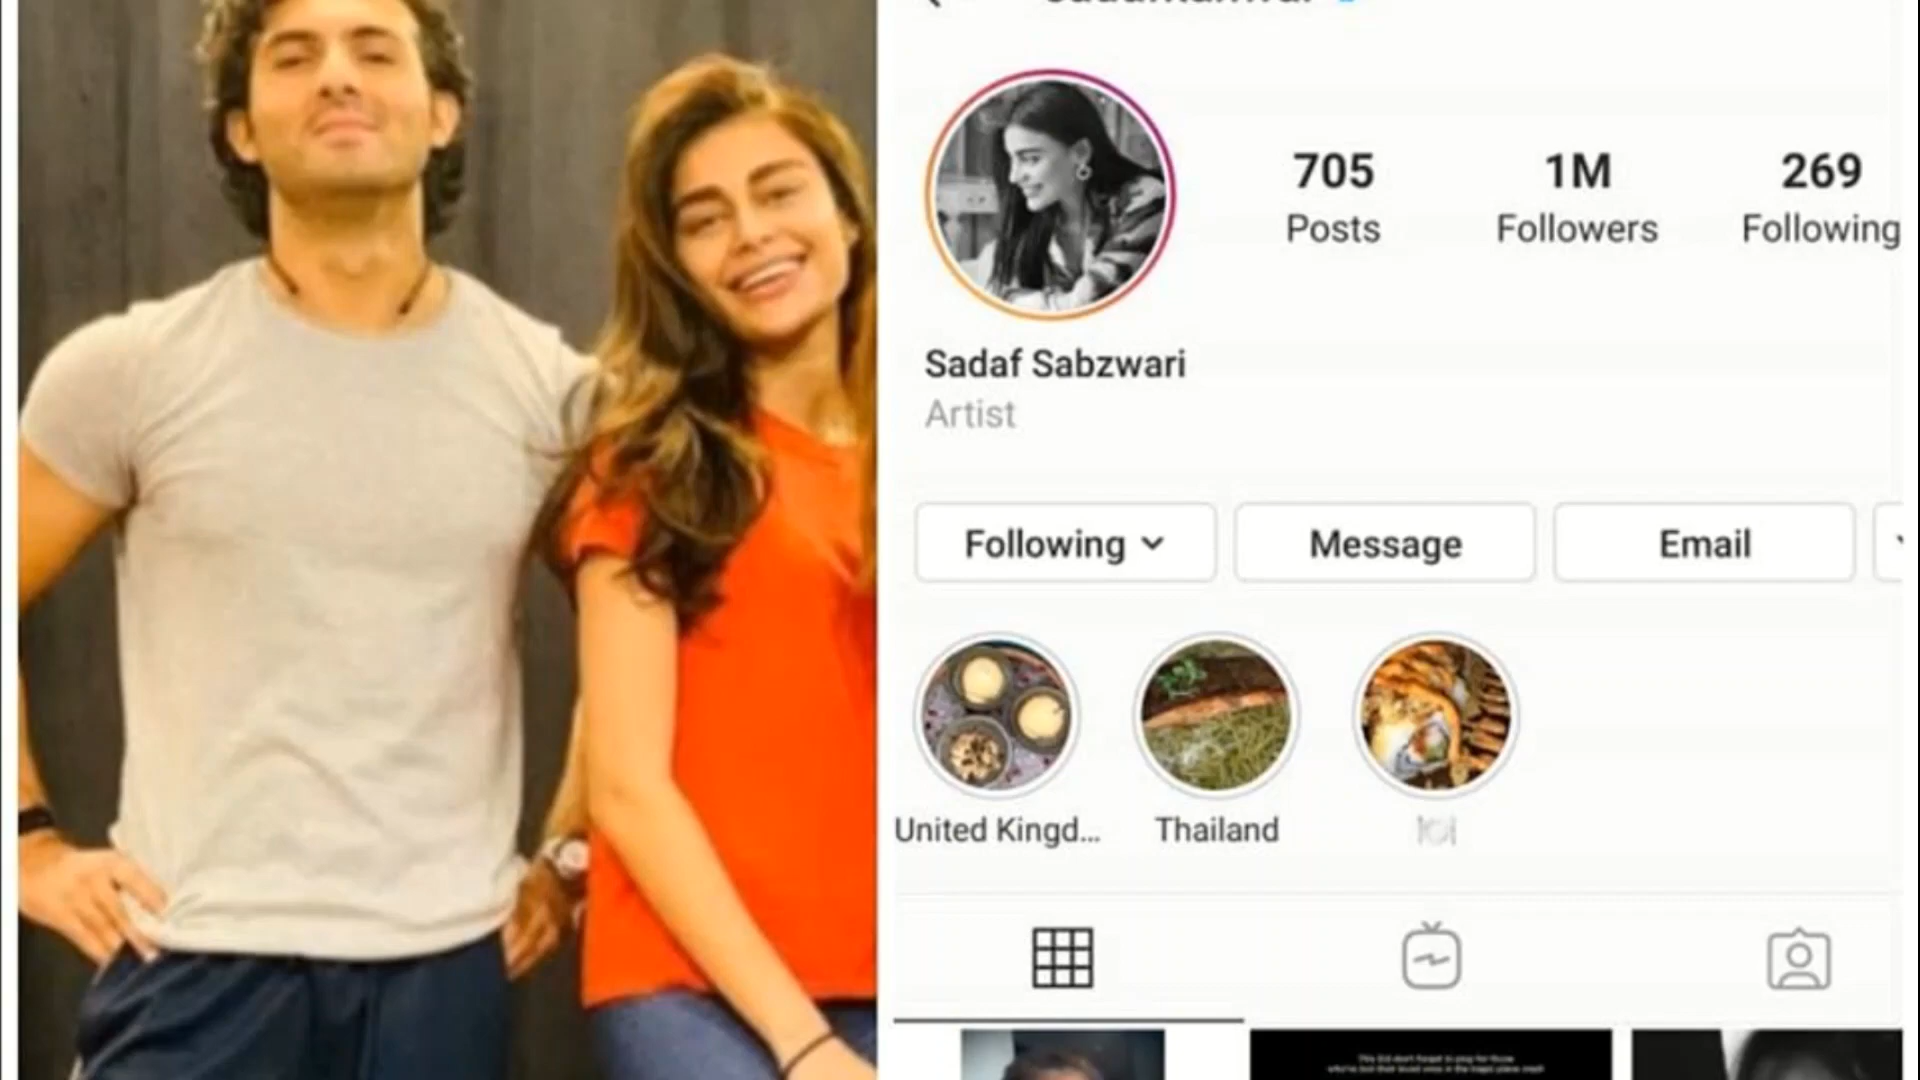 705
Posts
1M
Followers
269
Following
Sadaf Sabzwari
Artist
Following
Message
Email
United Kingd...
Thailand